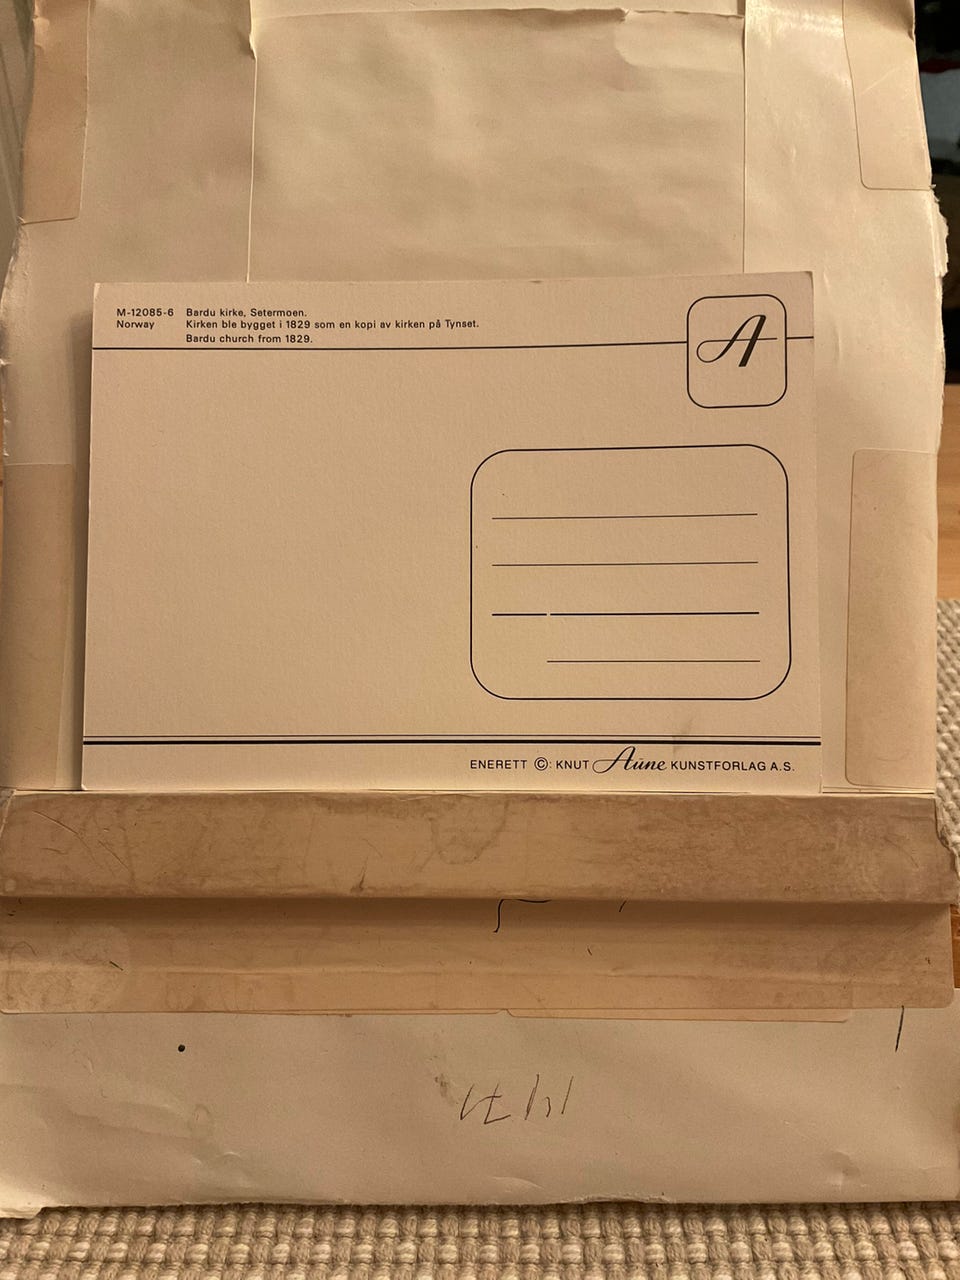 M-12085-6 Bardu kirke, Setermoen.
Norway Kirken ble bygget i 1829 som en kopi av kirken på Tynset.
Bardu church from 1829.
A
ENERETT ©: KNUT Aune KUNSTFORLAG A.S.